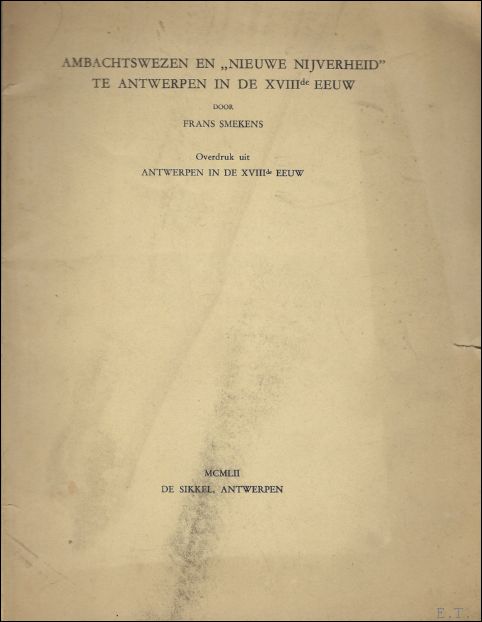 AMBACHTSWEZEN EN „NIEUWE NIJVERHEID”
TE ANTWERPEN IN DE XVIIIde EEUW
DOOR
FRANS SMEKENS
Overdruk uit
ANTWERPEN IN DE XVIIIde EEUW
MCMLII
DE SIKKEL, ANTWERPEN
E.T.